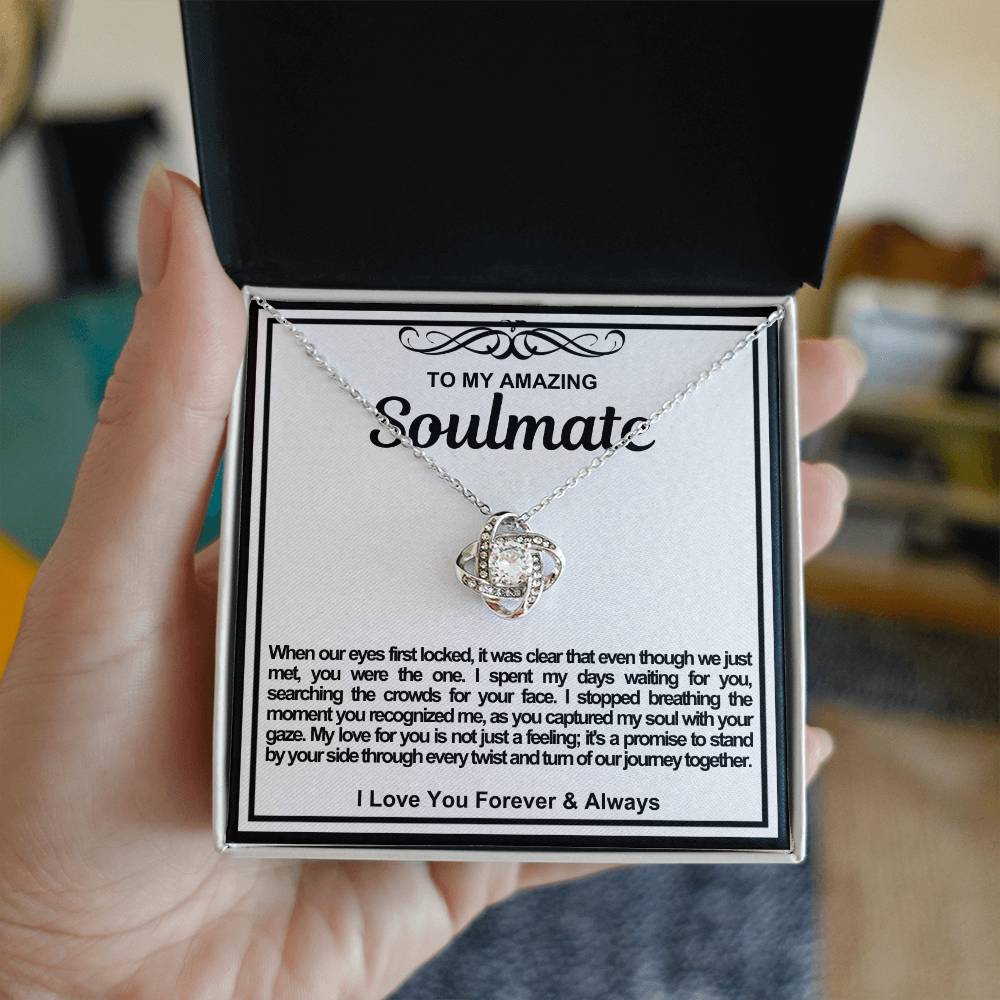 TO MY AMAZING
Soulmate
When our eyes first locked, it was clear that even though we just
met, you were the one. I spent my days waiting for you,
searching the crowds for your face. I stopped breathing the
moment you recognized me, as you captured my soul with your
gaze. My love for you is not just a feeling; it's a promise to stand
by your side through every twist and turn of our journey together.
I Love You Forever & Always